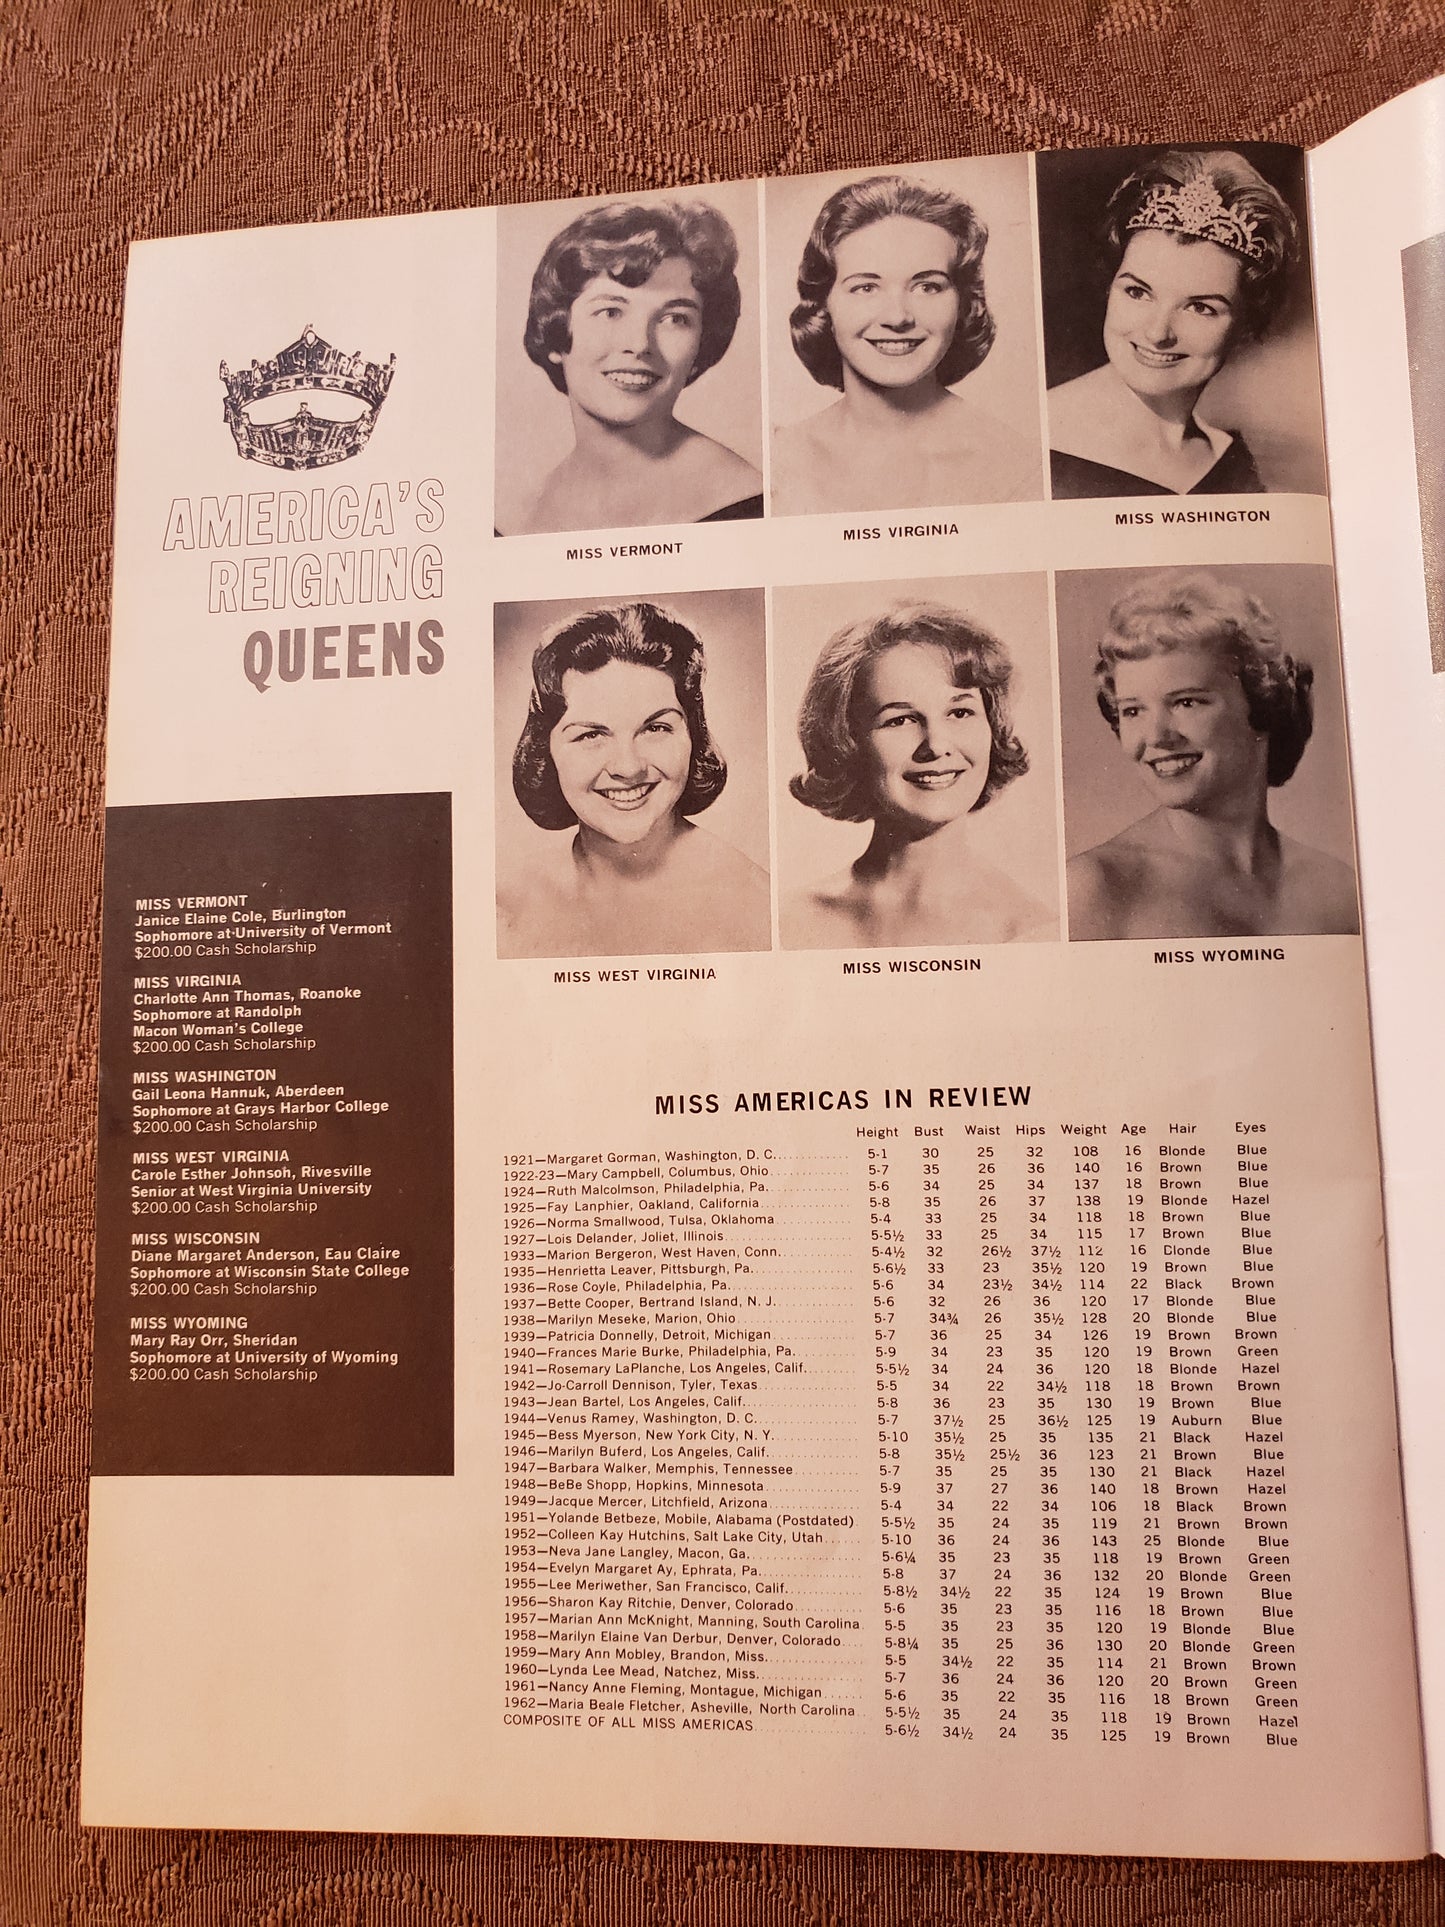 AMERICA'S
REIGNING
QUEENS
MISS VERMONT
MISS VIRGINIA
MISS WASHINGTON
MISS WEST VIRGINIA
MISS WISCONSIN
MISS WYOMING
MISS VERMONT
Janice Elaine Cole, Burlington
Sophomore at University of Vermont
$200.00 Cash Scholarship
MISS VIRGINIA
Charlotte Ann Thomas, Roanoke
Sophomore at Randolph
Macon Woman's College
$200.00 Cash Scholarship
MISS WASHINGTON
Gail Leona Hannuk, Aberdeen
Sophomore at Grays Harbor College
$200.00 Cash Scholarship
MISS WEST VIRGINIA
Carole Esther Johnson, Rivesville
Senior at West Virginia University
$200.00 Cash Scholarship
MISS WISCONSIN
Diane Margaret Anderson, Eau Claire
Sophomore at Wisconsin State College
$200.00 Cash Scholarship
MISS WYOMING
Mary Ray Orr, Sheridan
Sophomore at University of Wyoming
$200.00 Cash Scholarship
MISS AMERICAS IN REVIEW
Height Bust Waist Hips Weight Age Hair Eyes
1921—Margaret Gorman, Washington, D. C. 5-1 30 25 32 108 16 Blonde Blue
1922-23—Mary Campbell, Columbus, Ohio 5-7 35 26 36 140 16 Brown Blue
1924—Ruth Malcolmson, Philadelphia, Pa. 5-6 34 25 34 137 18 Brown Blue
1925—Fay Lanphier, Oakland, California 5-8 35 26 37 138 19 Blonde Hazel
1926—Norma Smallwood, Tulsa, Oklahoma 5-4 33 25 34 118 18 Brown Blue
1927—Lois Delander, Joliet, Illinois 5-5½ 33 25 34 115 17 Brown Blue
1933—Marion Bergeron, West Haven, Conn. 5-4½ 32 26½ 37½ 112 16 Clonde Blue
1935—Henrietta Leaver, Pittsburgh, Pa. 5-6½ 33 23 35½ 120 19 Brown Blue
1936—Rose Coyle, Philadelphia, Pa. 5-6 34 23½ 34½ 114 22 Black Brown
1937—Bette Cooper, Bertrand Island, N. J. 5-6 32 26 36 120 17 Blonde Blue
1938—Marilyn Meseke, Marion, Ohio 5-7 34¾ 26 35½ 128 20 Blonde Blue
1939—Patricia Donnelly, Detroit, Michigan 5-7 36 25 34 126 19 Brown Brown
1940—Frances Marie Burke, Philadelphia, Pa. 5-9 34 23 35 120 19 Brown Green
1941—Rosemary LaPlanche, Los Angeles, Calif. 5-5½ 34 24 36 120 18 Blonde Hazel
1942—Jo-Carroll Dennison, Tyler, Texas 5-5 34 22 34½ 118 18 Brown Brown
1943—Jean Bartel, Los Angeles, Calif. 5-8 36 23 35 130 19 Brown Blue
1944—Venus Ramey, Washington, D. C. 5-7 37½ 25 36½ 125 19 Auburn Blue
1945—Bess Myerson, New York City, N. Y. 5-10 35½ 25 35 135 21 Black Hazel
1946—Marilyn Buferd, Los Angeles, Calif. 5-8 35½ 25½ 36 123 21 Brown Blue
1947—Barbara Walker, Memphis, Tennessee 5-7 35 25 35 130 21 Black Hazel
1948—BeBe Shopp, Hopkins, Minnesota 5-9 37 27 36 140 18 Brown Hazel
1949—Jacque Mercer, Litchfield, Arizona 5-4 34 22 34 106 18 Black Brown
1951—Yolande Betbeze, Mobile, Alabama (Postdated) 5-5½ 35 24 35 119 21 Brown Brown
1952—Colleen Kay Hutchins, Salt Lake City, Utah 5-10 36 24 36 143 25 Blonde Blue
1953—Neva Jane Langley, Macon, Ga. 5-6¼ 35 23 35 118 19 Brown Green
1954—Evelyn Margaret Ay, Ephrata, Pa. 5-8 37 24 36 132 20 Blonde Green
1955—Lee Meriwether, San Francisco, Calif. 5-8½ 34½ 22 35 124 19 Brown Blue
1956—Sharon Kay Ritchie, Denver, Colorado 5-6 35 23 35 116 18 Brown Blue
1957—Marian Ann McKnight, Manning, South Carolina 5-5 35 23 35 120 19 Blonde Blue
1958—Marilyn Elaine Van Derbur, Denver, Colorado 5-8¼ 35 25 36 130 20 Blonde Green
1959—Mary Ann Mobley, Brandon, Miss. 5-5 34½ 22 35 114 21 Brown Brown
1960—Lynda Lee Mead, Natchez, Miss. 5-7 36 24 36 120 20 Brown Green
1961—Nancy Anne Fleming, Montague, Michigan 5-6 35 22 35 116 18 Brown Green
1962—Maria Beale Fletcher, Asheville, North Carolina 5-5½ 35 24 35 118 19 Brown Hazel
COMPOSITE OF ALL MISS AMERICAS 5-6½ 34½ 24 35 125 19 Brown Blue